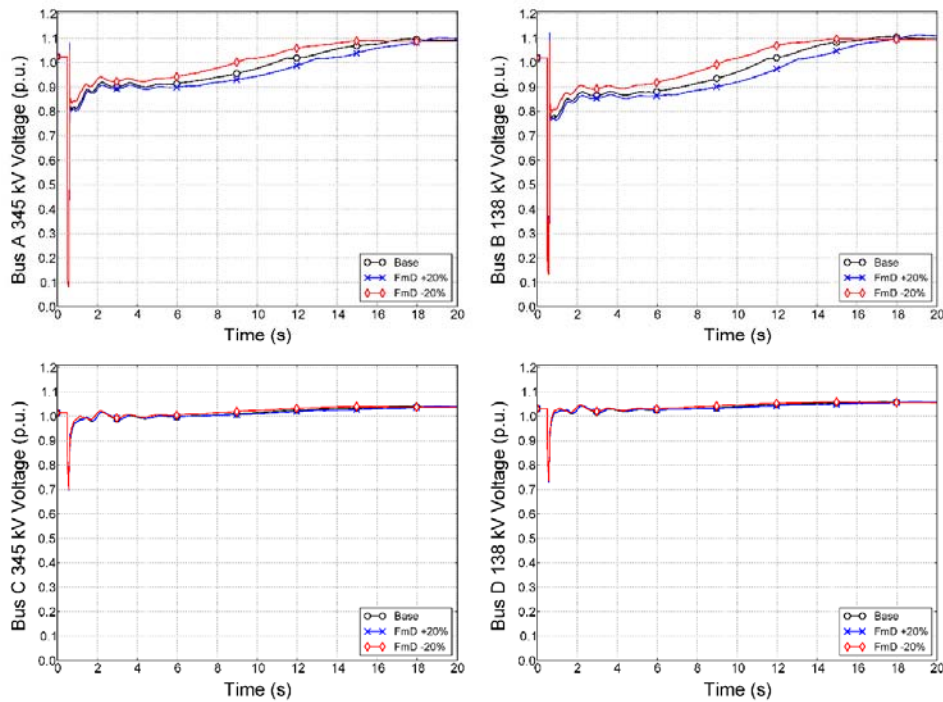 Bus A 345 kV Voltage (p.u.)
1.2
1.1
1.0
0.9
0.8
0.7
0.6
0.5
0.4
0.3
0.2
0.1
0.0
0 2 4 6 8 10 12 14 16 18 20
Time (s)
Base
FmD +20%
FmD -20%
Bus B 138 kV Voltage (p.u.)
1.2
1.1
1.0
0.9
0.8
0.7
0.6
0.5
0.4
0.3
0.2
0.1
0.0
0 2 4 6 8 10 12 14 16 18 20
Time (s)
Base
FmD +20%
FmD -20%
Bus C 345 kV Voltage (p.u.)
1.2
1.1
1.0
0.9
0.8
0.7
0.6
0.5
0.4
0.3
0.2
0.1
0.0
0 2 4 6 8 10 12 14 16 18 20
Time (s)
Base
FmD +20%
FmD -20%
Bus D 138 kV Voltage (p.u.)
1.2
1.1
1.0
0.9
0.8
0.7
0.6
0.5
0.4
0.3
0.2
0.1
0.0
0 2 4 6 8 10 12 14 16 18 20
Time (s)
Base
FmD +20%
FmD -20%